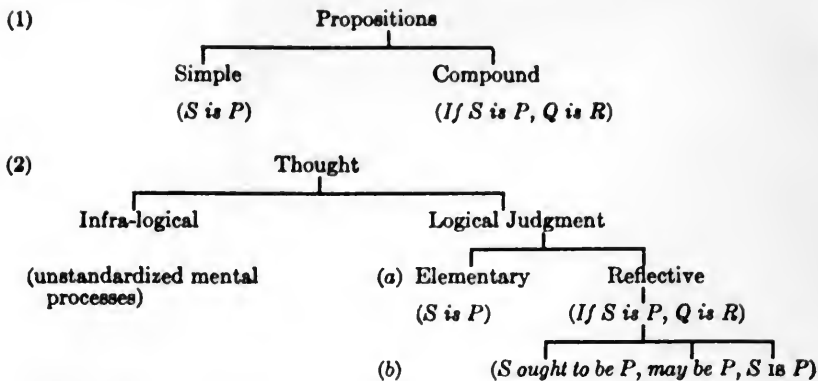 (1) Propositions
Simple Compound
(S is P) (If S is P, Q is R)
(2) Thought
Infra-logical Logical Judgment
(unstandardized mental (a) Elementary Reflective
processes)
(S is P) (If S is P, Q is R)
(b) (S ought to be P, may be P, S IS P)